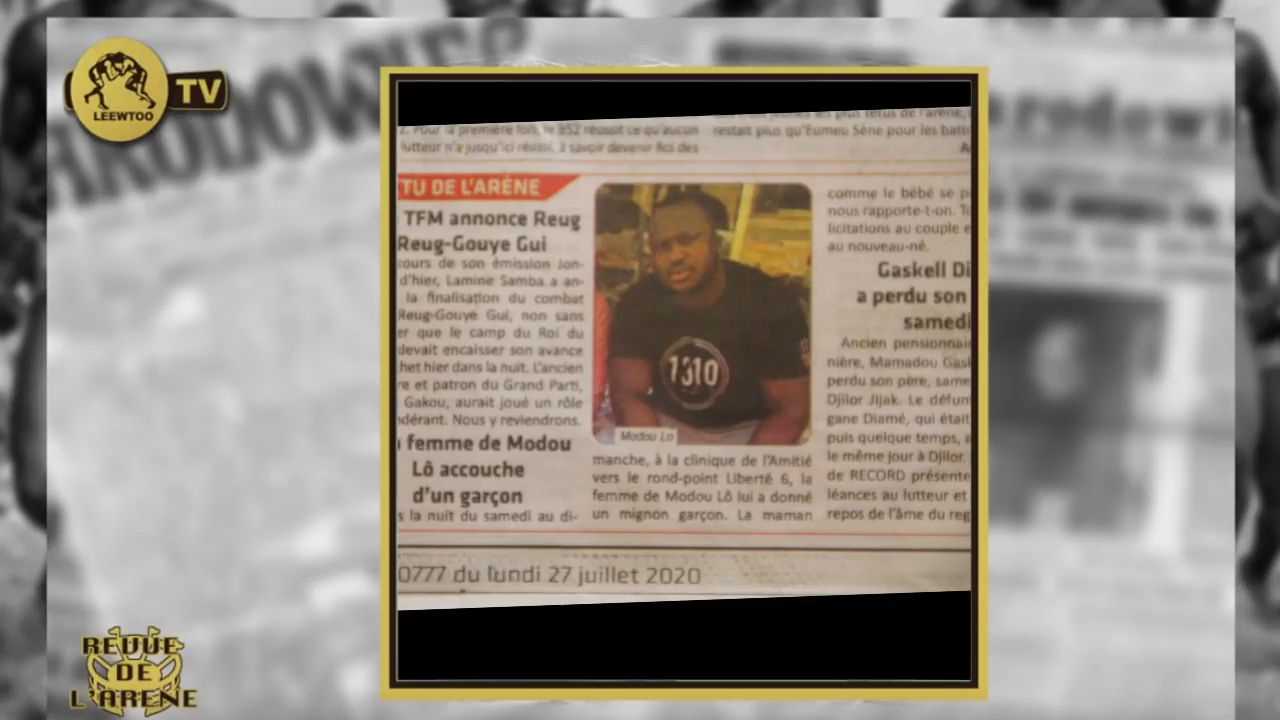 LEEWTOO
TV
2. Pour la première fois, le B52 réussit ce qu'aucun
lutteur n'a jusqu'ici réussi, à savoir devenir Roi des
les plus têtus de l'arène,
restait plus qu'Eumeu Sène pour les
TU DE L'ARÈNE
TFM annonce Reug
Reug-Gouye Gui
cours de son émission
d'hier, Lamine Samba a an-
la finalisation du combat
Reug-Gouye Gui, non sans
er que le camp du Roi du
devait encaisser son avance
het hier dans la nuit. L'ancien
re et patron du Grand Parti,
Gakou, aurait joué un rôle
ndérant. Nous y reviendrons.
femme de Modou
Lô accouche
d'un garçon
s la nuit du samedi au di-
1310
Modou Lo
manche, à la clinique de l'Amitié
vers le rond-point Liberté 6, la
femme de Modou Lô lui a donné
un mignon garçon. La maman
comme le bébé se p
nous rapporte-t-on. T
licitations au couple e
au nouveau-né.
Gaskell Di
a perdu son
samedi
Ancien pensionnai
nière, Mamadou Gas
perdu son père, same
Djilor Jijak. Le défun
gane Diamé, qui était
puis quelque temps, a
le même jour à Djilor.
de RECORD présente
léances au lutteur et
repos de l'âme du reg
0777 du lundi 27 juillet 2020
REVUE
DE
L'ARENE